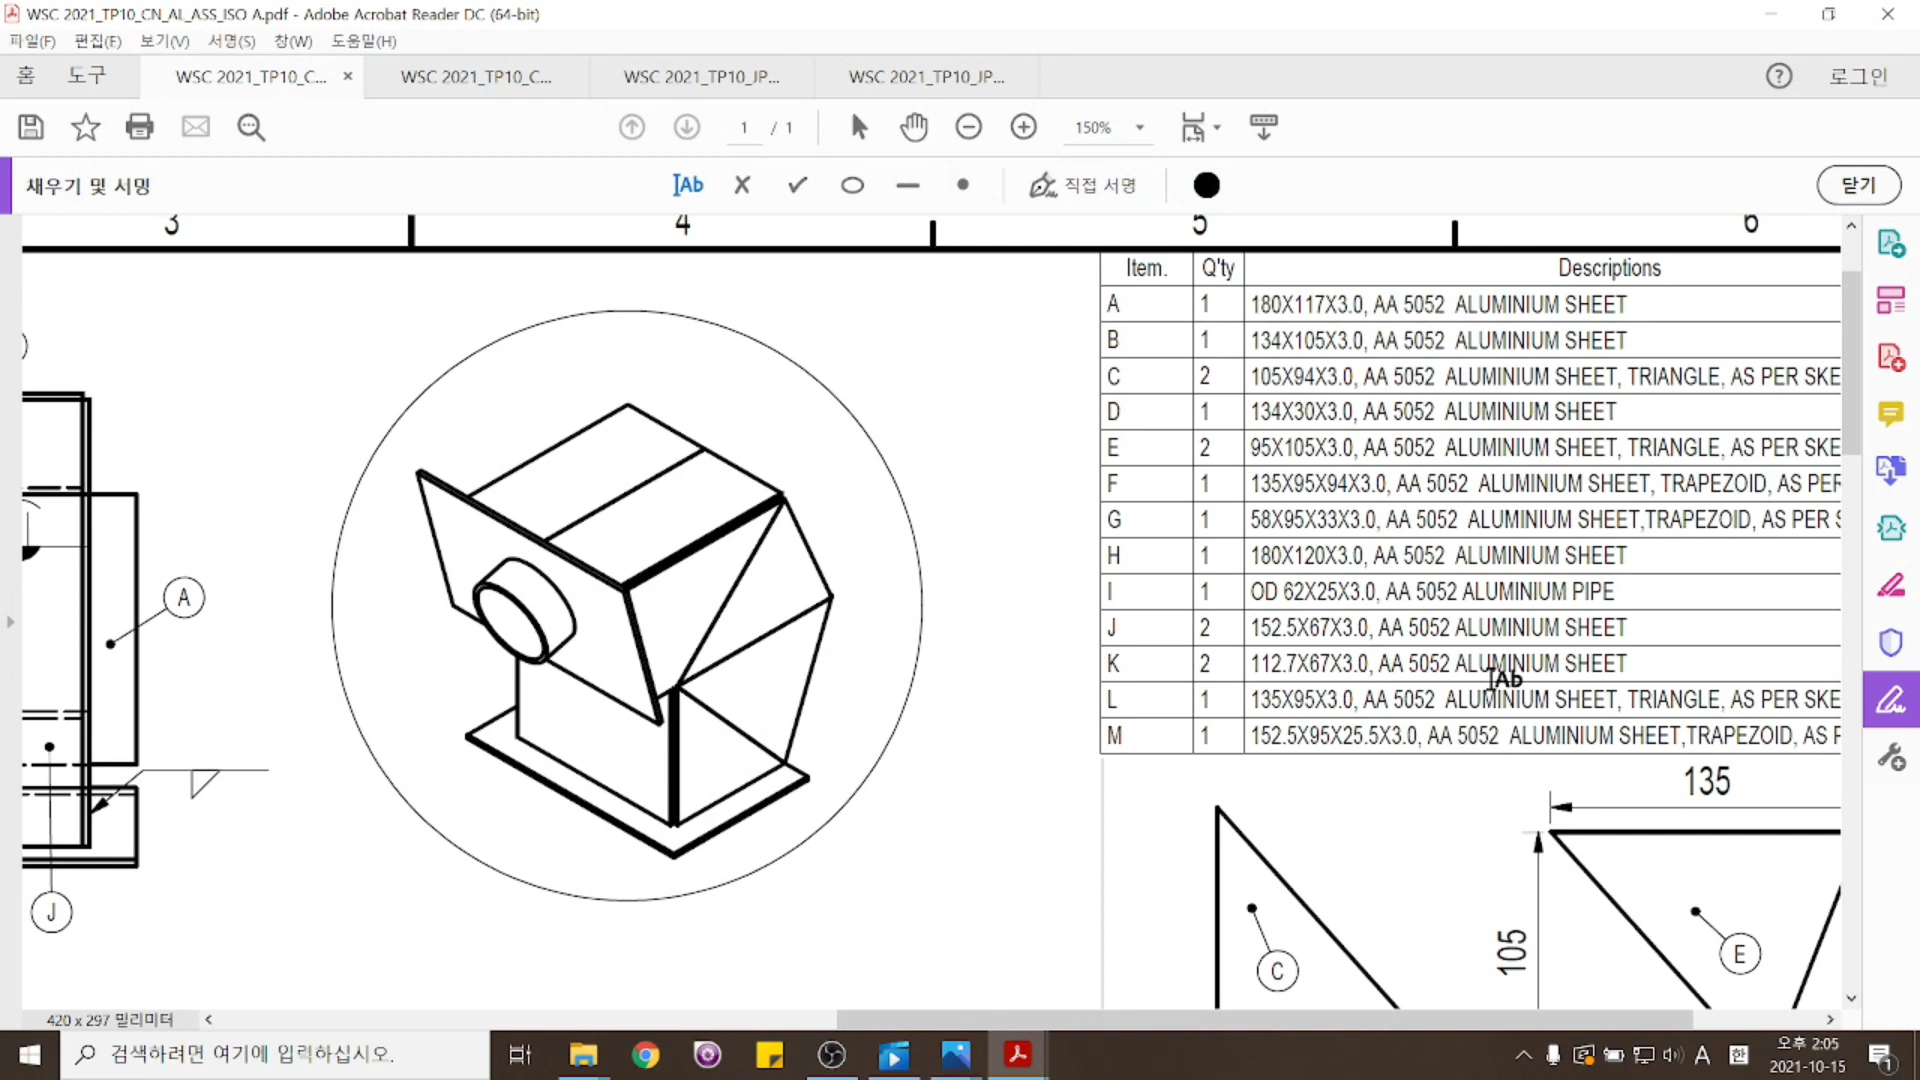 WSC 2021_TP10_CN_AL_ASS_ISO A.pdf - Adobe Acrobat Reader DC (64-bit)
파일(F) 편집(E) 보기(V) 서명(S) 창(W) 도움말(H)
홈 도구 WSC 2021_TP10_C... × WSC 2021_TP10_C... WSC 2021_TP10_JP... WSC 2021_TP10_JP... ? 로그인
1 / 1 150%
채우기 및 서명 Ab 직접 서명 닫기
3 4 5 6
Item. Q'ty Descriptions
A 1 180X117X3.0, AA 5052 ALUMINIUM SHEET
B 1 134X105X3.0, AA 5052 ALUMINIUM SHEET
C 2 105X94X3.0, AA 5052 ALUMINIUM SHEET, TRIANGLE, AS PER SKE
D 1 134X30X3.0, AA 5052 ALUMINIUM SHEET
E 2 95X105X3.0, AA 5052 ALUMINIUM SHEET, TRIANGLE, AS PER SKE
F 1 135X95X94X3.0, AA 5052 ALUMINIUM SHEET, TRAPEZOID, AS PER
G 1 58X95X33X3.0, AA 5052 ALUMINIUM SHEET,TRAPEZOID, AS PER S
H 1 180X120X3.0, AA 5052 ALUMINIUM SHEET
I 1 OD 62X25X3.0, AA 5052 ALUMINIUM PIPE
J 2 152.5X67X3.0, AA 5052 ALUMINIUM SHEET
K 2 112.7X67X3.0, AA 5052 ALUMINIUM SHEET
Ab
L 1 135X95X3.0, AA 5052 ALUMINIUM SHEET, TRIANGLE, AS PER SKE
M 1 152.5X95X25.5X3.0, AA 5052 ALUMINIUM SHEET,TRAPEZOID, AS P
A
J
135
105
C
E
420 x 297 밀리미터
검색하려면 여기에 입력하십시오.
A 한 오후 2:05
2021-10-15
1